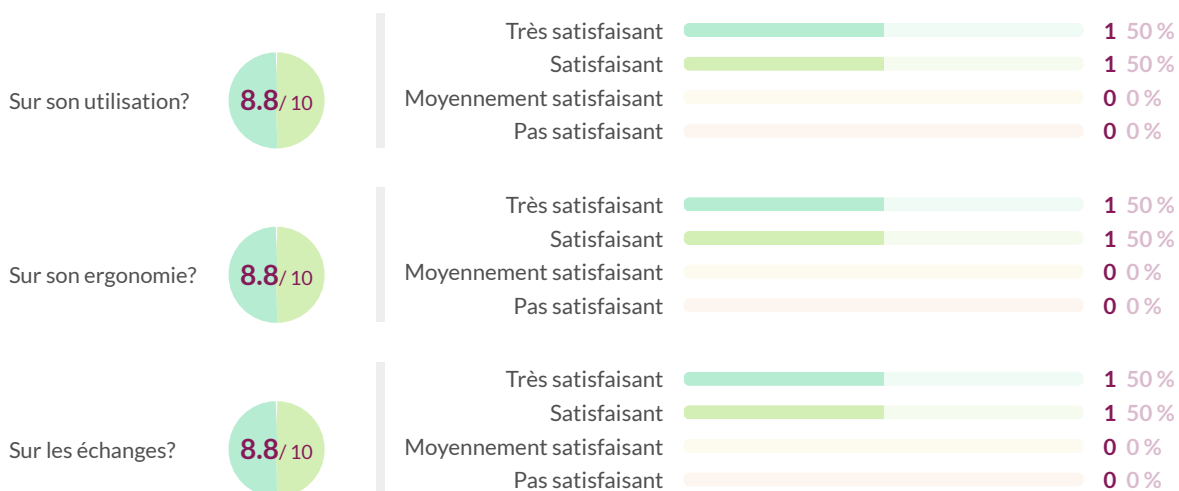 Sur son utilisation?
8.8/ 10
Très satisfaisant 1 50 %
Satisfaisant 1 50 %
Moyennement satisfaisant 0 0 %
Pas satisfaisant 0 0 %
Sur son ergonomie?
8.8/ 10
Très satisfaisant 1 50 %
Satisfaisant 1 50 %
Moyennement satisfaisant 0 0 %
Pas satisfaisant 0 0 %
Sur les échanges?
8.8/ 10
Très satisfaisant 1 50 %
Satisfaisant 1 50 %
Moyennement satisfaisant 0 0 %
Pas satisfaisant 0 0 %